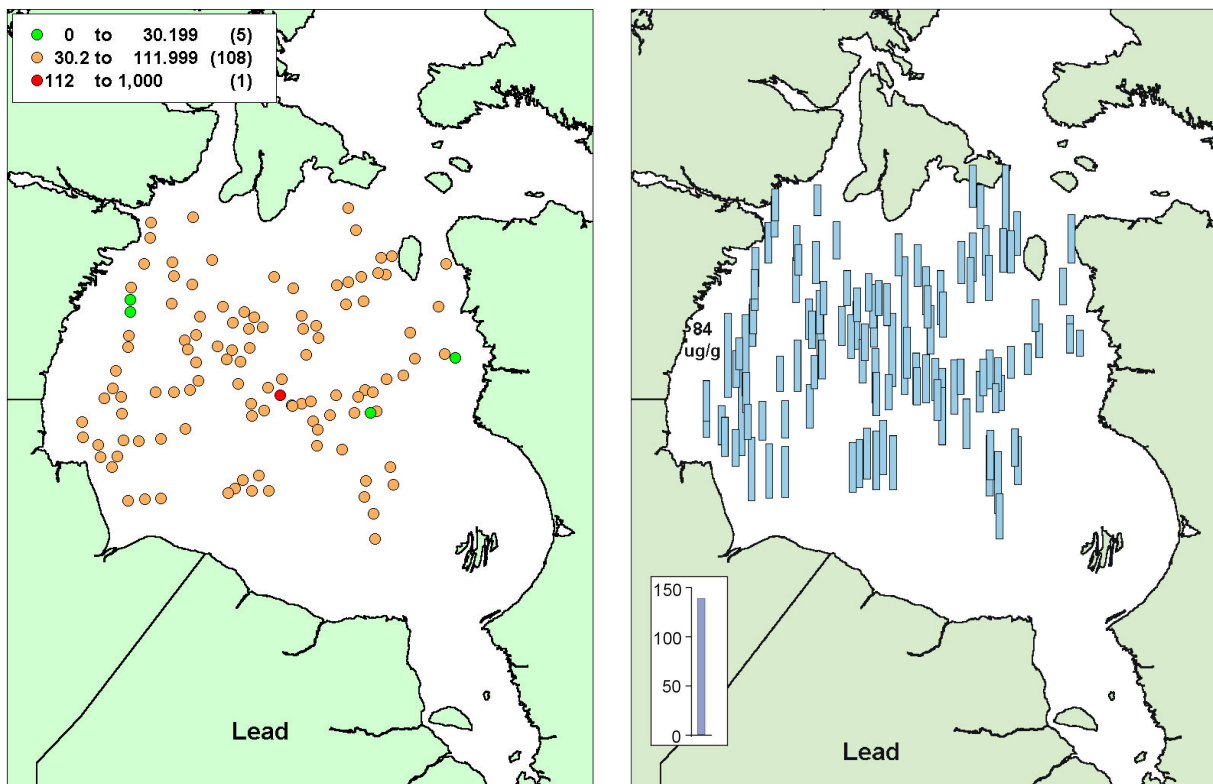 0 to 30.199 (5)
30.2 to 111.999 (108)
112 to 1,000 (1)
Lead
84
ug/g
150
100
50
0
Lead